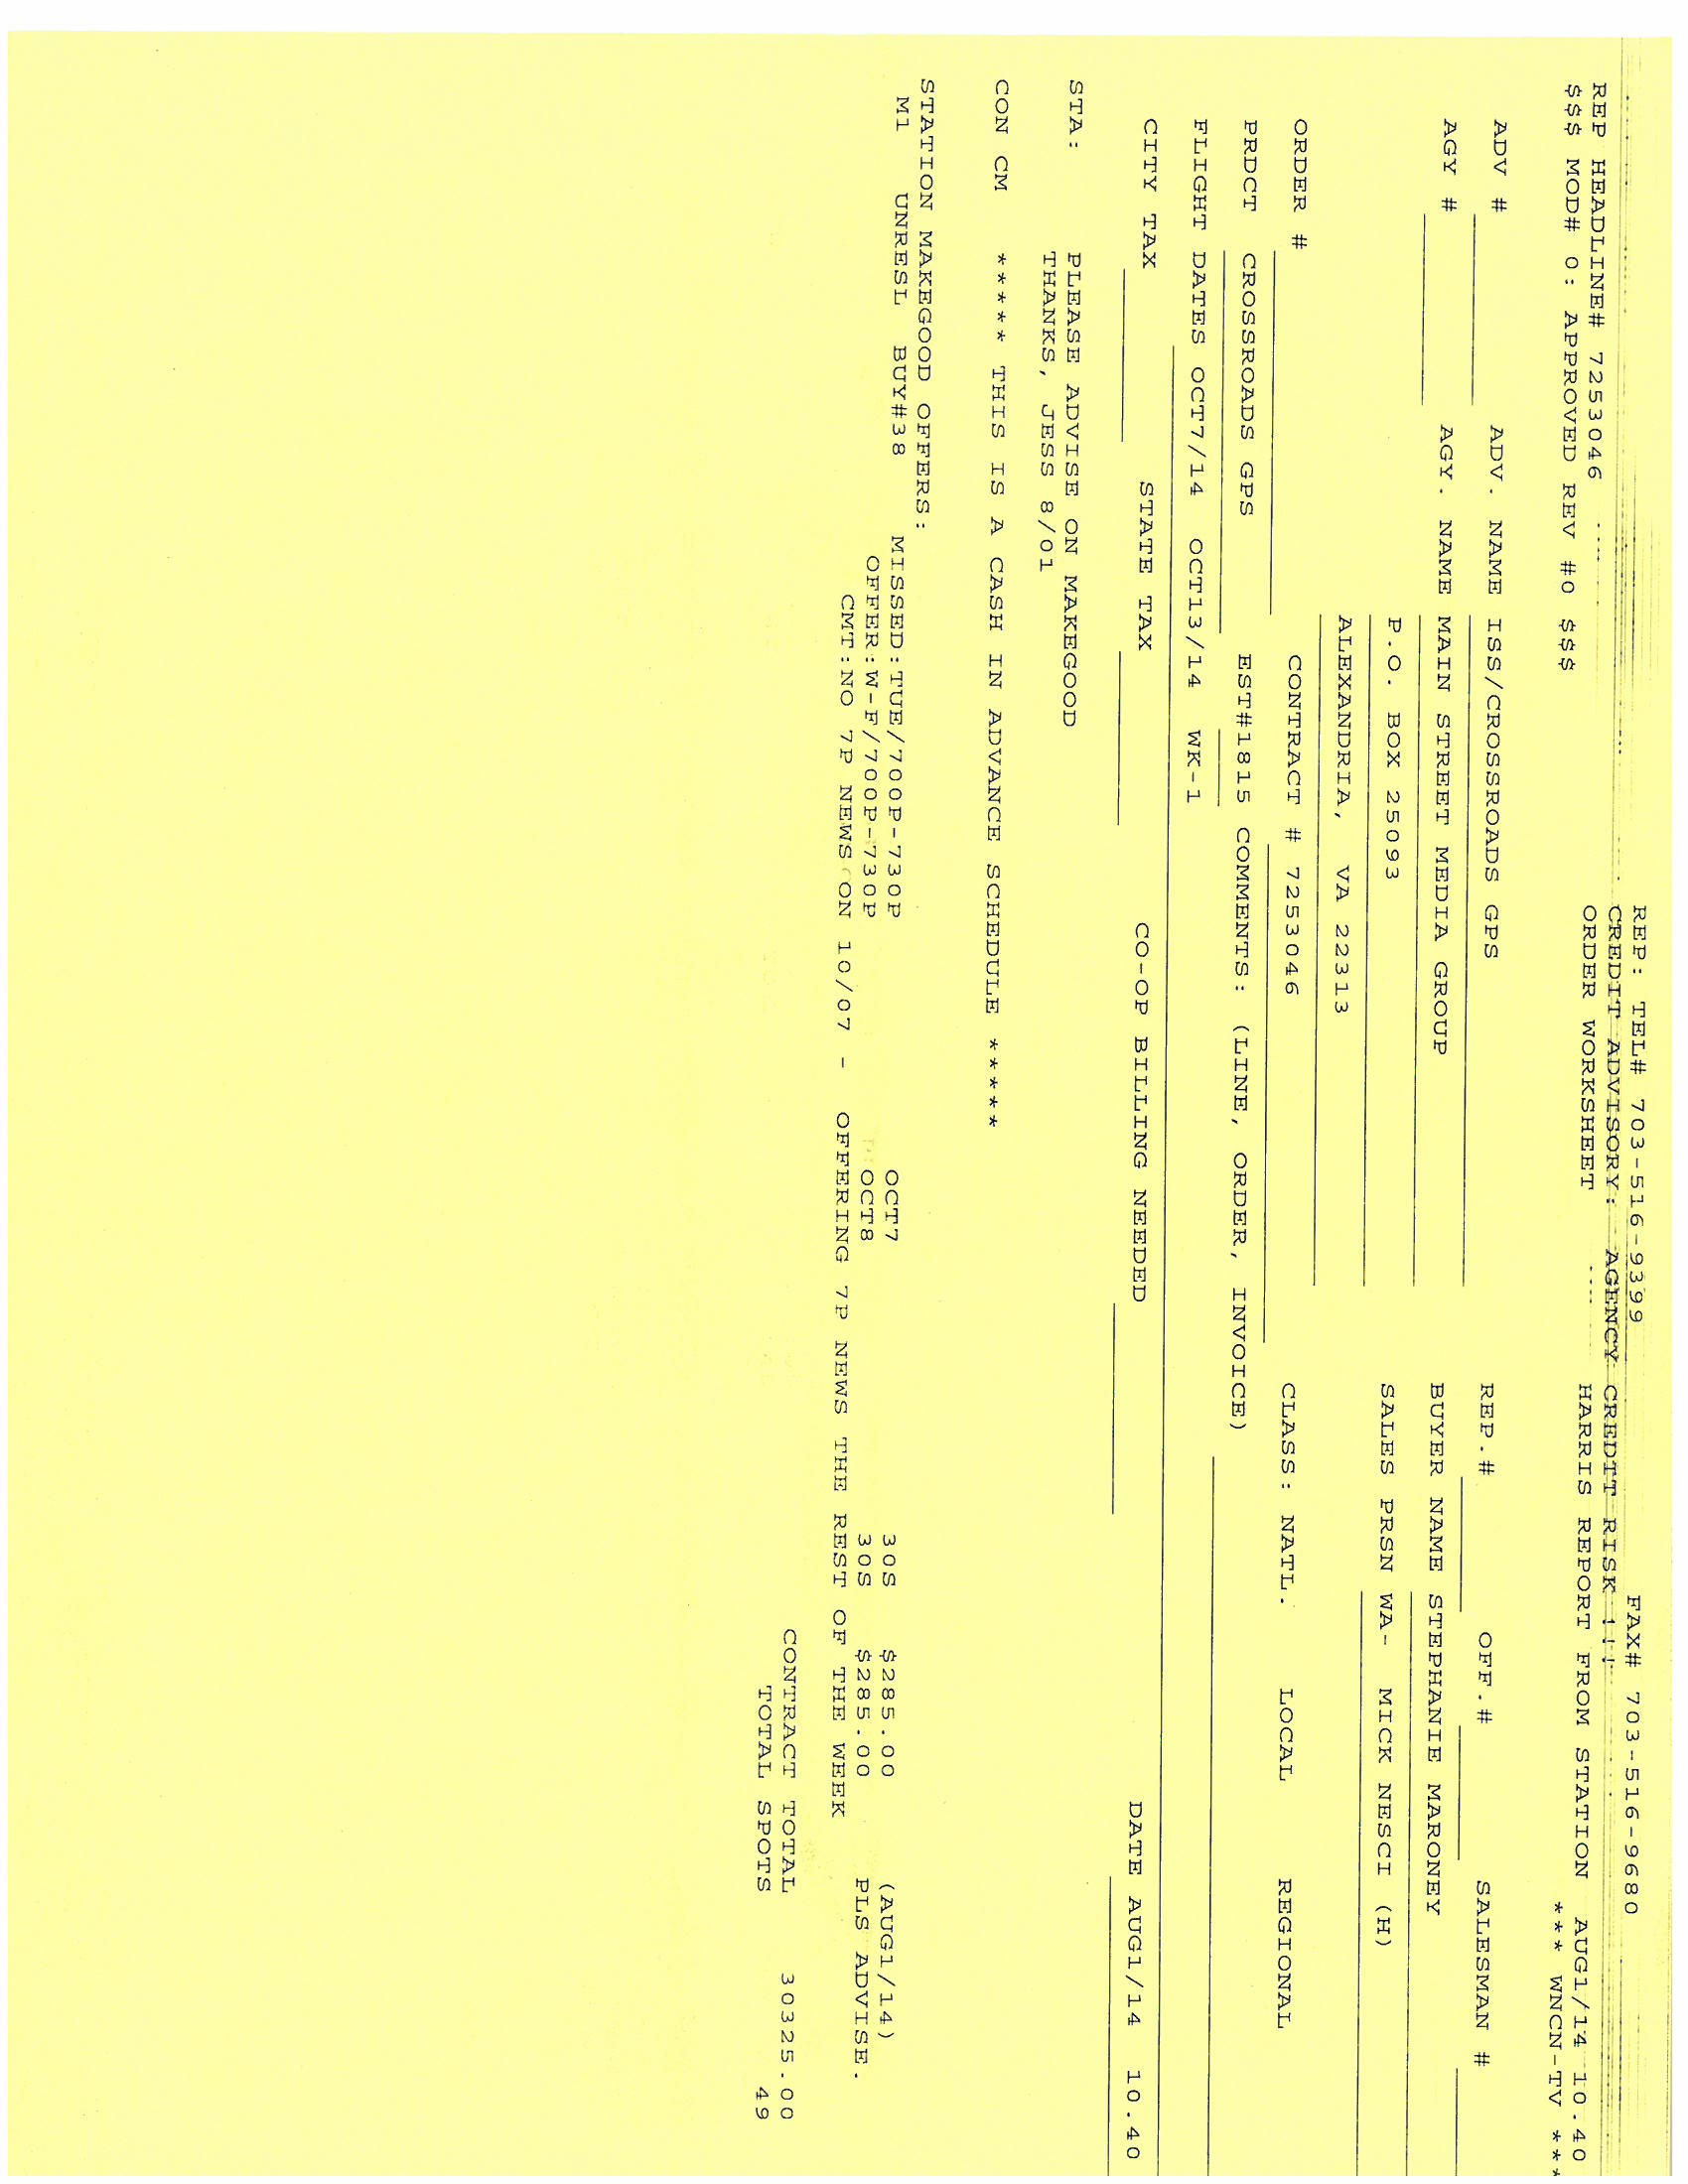 REP: TEL# 703-516-9399 FAX# 703-516-9680
CREDIT ADVISORY: AGENCY CREDIT RISK !!!
REP HEADLINE# 7253046 ORDER WORKSHEET HARRIS REPORT FROM STATION AUG1/14 10.40
$$$ MOD# 0: APPROVED REV #0 $$$ *** WNCN-TV ***
ADV # ADV. NAME ISS/CROSSROADS GPS REP.# OFF.# SALESMAN #
AGY # AGY. NAME MAIN STREET MEDIA GROUP BUYER NAME STEPHANIE MARONEY
P.O. BOX 25093 SALES PRSN WA- MICK NESCI (H)
ALEXANDRIA, VA 22313
ORDER # CONTRACT # 7253046 CLASS: NATL. LOCAL REGIONAL
PRDCT CROSSROADS GPS EST#1815 COMMENTS: (LINE, ORDER, INVOICE)
FLIGHT DATES OCT7/14 OCT13/14 WK-1
CITY TAX STATE TAX CO-OP BILLING NEEDED DATE AUG1/14 10.40
STA: PLEASE ADVISE ON MAKEGOOD
THANKS, JESS 8/01
CON CM ***** THIS IS A CASH IN ADVANCE SCHEDULE *****
STATION MAKEGOOD OFFERS:
M1 UNRESL BUY#38 MISSED:TUE/700P-730P OCT7 30S $285.00 (AUG1/14)
OFFER:W-F/700P-730P OCT8 30S $285.00 PLS ADVISE.
CMT:NO 7P NEWS ON 10/07 - OFFERING 7P NEWS THE REST OF THE WEEK
CONTRACT TOTAL 30325.00
TOTAL SPOTS 49